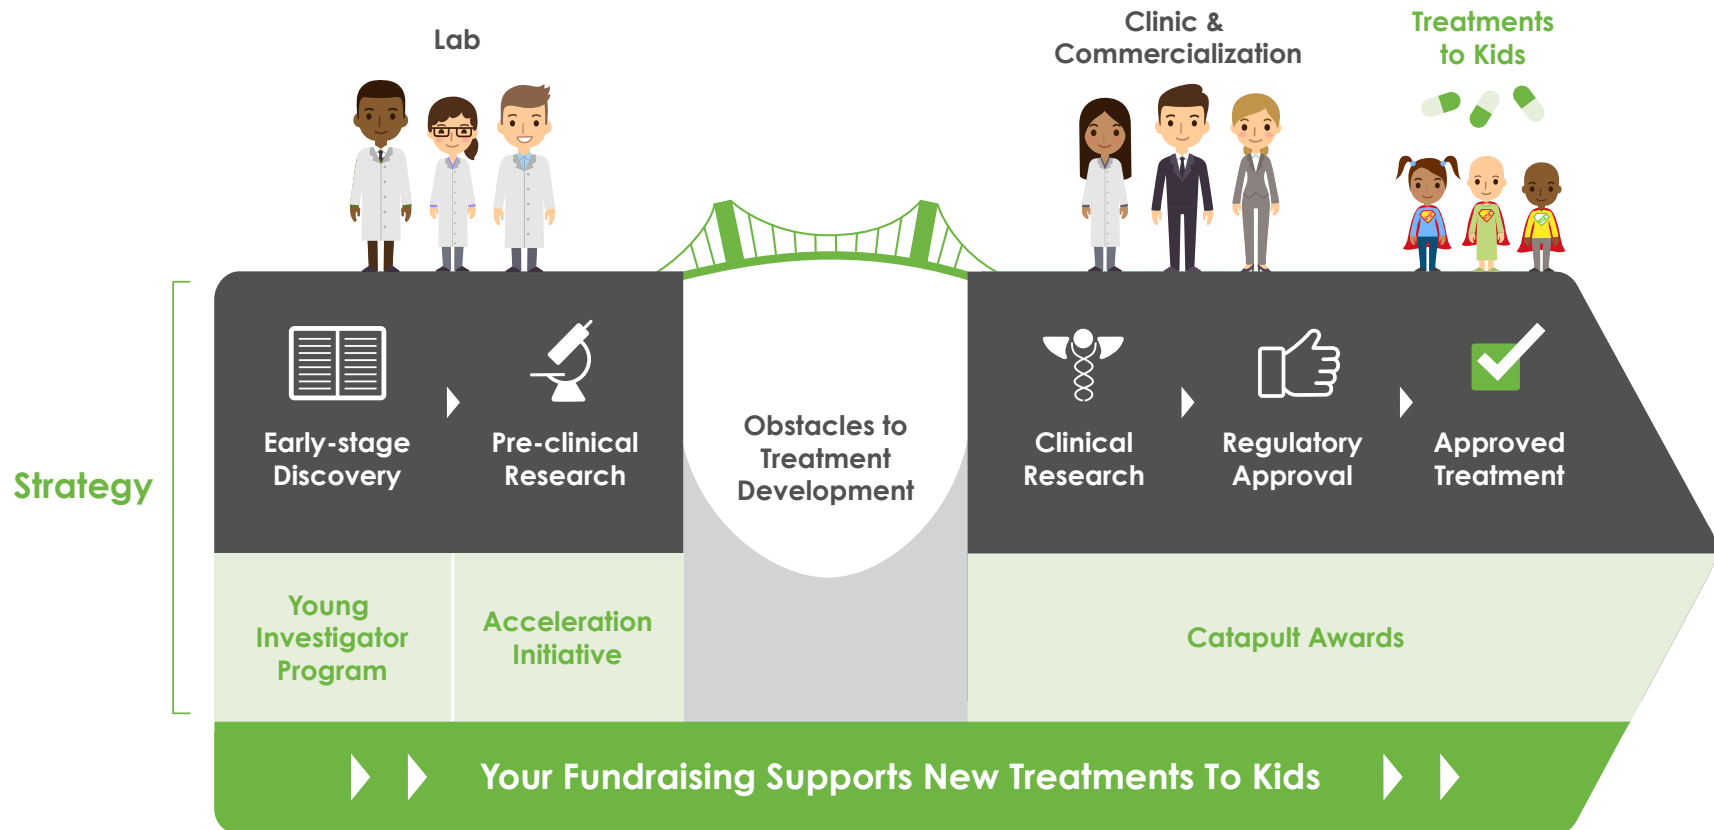 Lab
Clinic &
Commercialization
Treatments
to Kids
Strategy
Early-stage
Discovery
Pre-clinical
Research
Obstacles to
Treatment
Development
Clinical
Research
Regulatory
Approval
Approved
Treatment
Young
Investigator
Program
Acceleration
Initiative
Catapult Awards
Your Fundraising Supports New Treatments To Kids